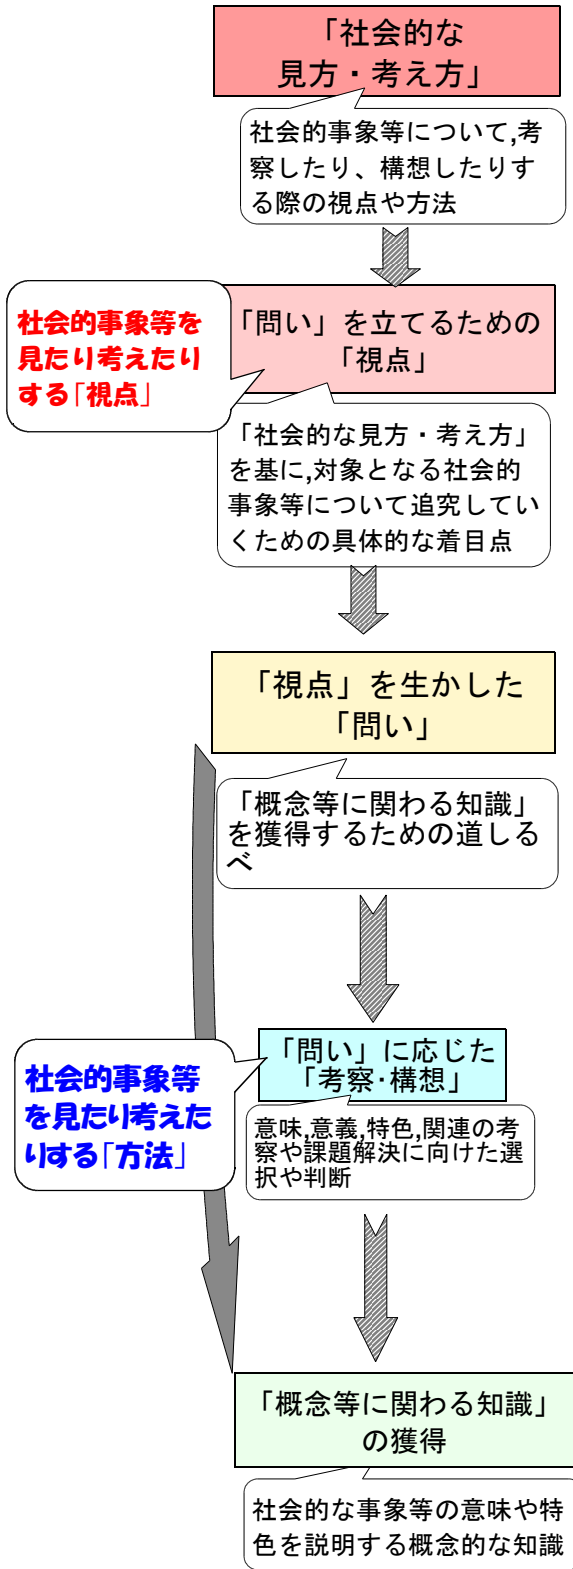 「社会的な
見方・考え方」
社会的事象等について,考
察したり、構想したりす
る際の視点や方法
社会的事象等を
見たり考えたり
する「視点」
「問い」を立てるための
「視点」
「社会的な見方・考え方」
を基に,対象となる社会的
事象等について追究してい
くための具体的な着目点
「視点」を生かした
「問い」
「概念等に関わる知識」
を獲得するための道しる
べ
社会的事象等
を見たり考えた
りする「方法」
「問い」に応じた
「考察・構想」
意味,意義,特色,関連の考
察や課題解決に向けた選
択や判断
「概念等に関わる知識」
の獲得
社会的な事象等の意味や特
色を説明する概念的な知識